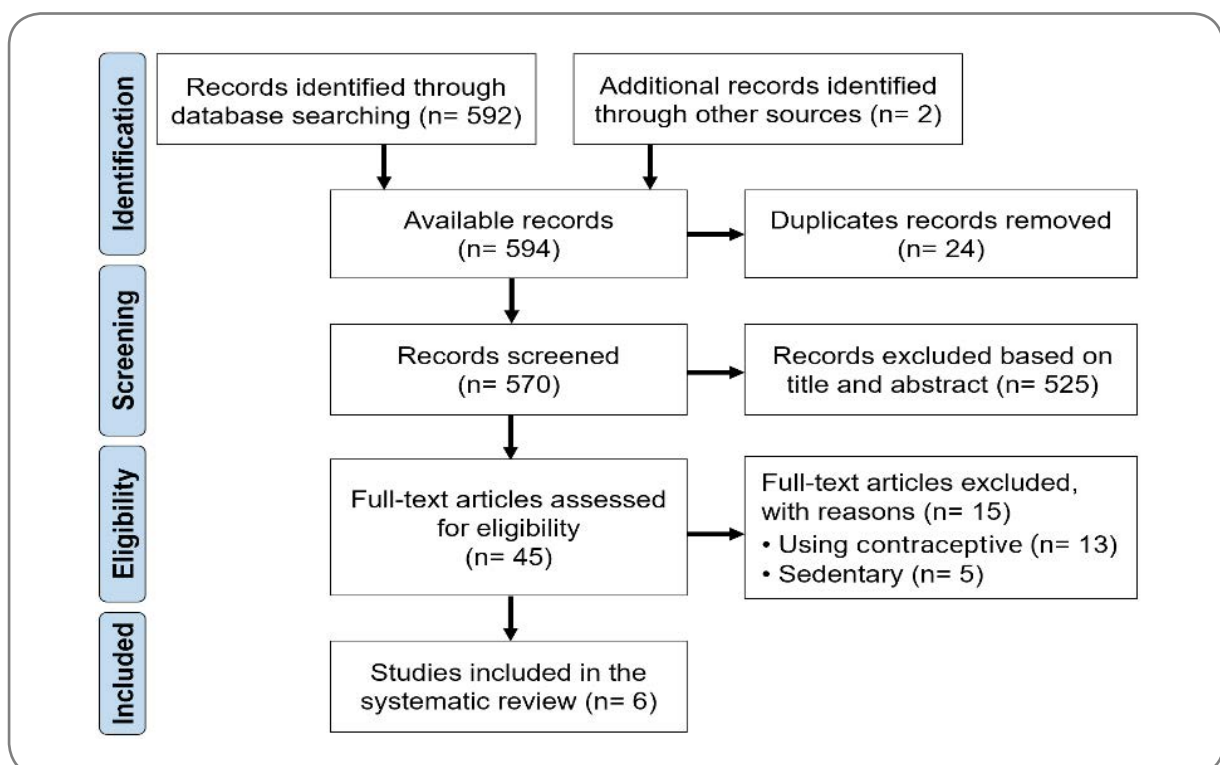 Identification
Records identified through
database searching (n= 592)
Additional records identified
through other sources (n= 2)
Available records
(n= 594)
Duplicates records removed
(n= 24)
Screening
Records screened
(n= 570)
Records excluded based on
title and abstract (n= 525)
Eligibility
Full-text articles assessed
for eligibility
(n= 45)
Full-text articles excluded,
with reasons (n= 15)
• Using contraceptive (n= 13)
• Sedentary (n= 5)
Included
Studies included in the
systematic review (n= 6)